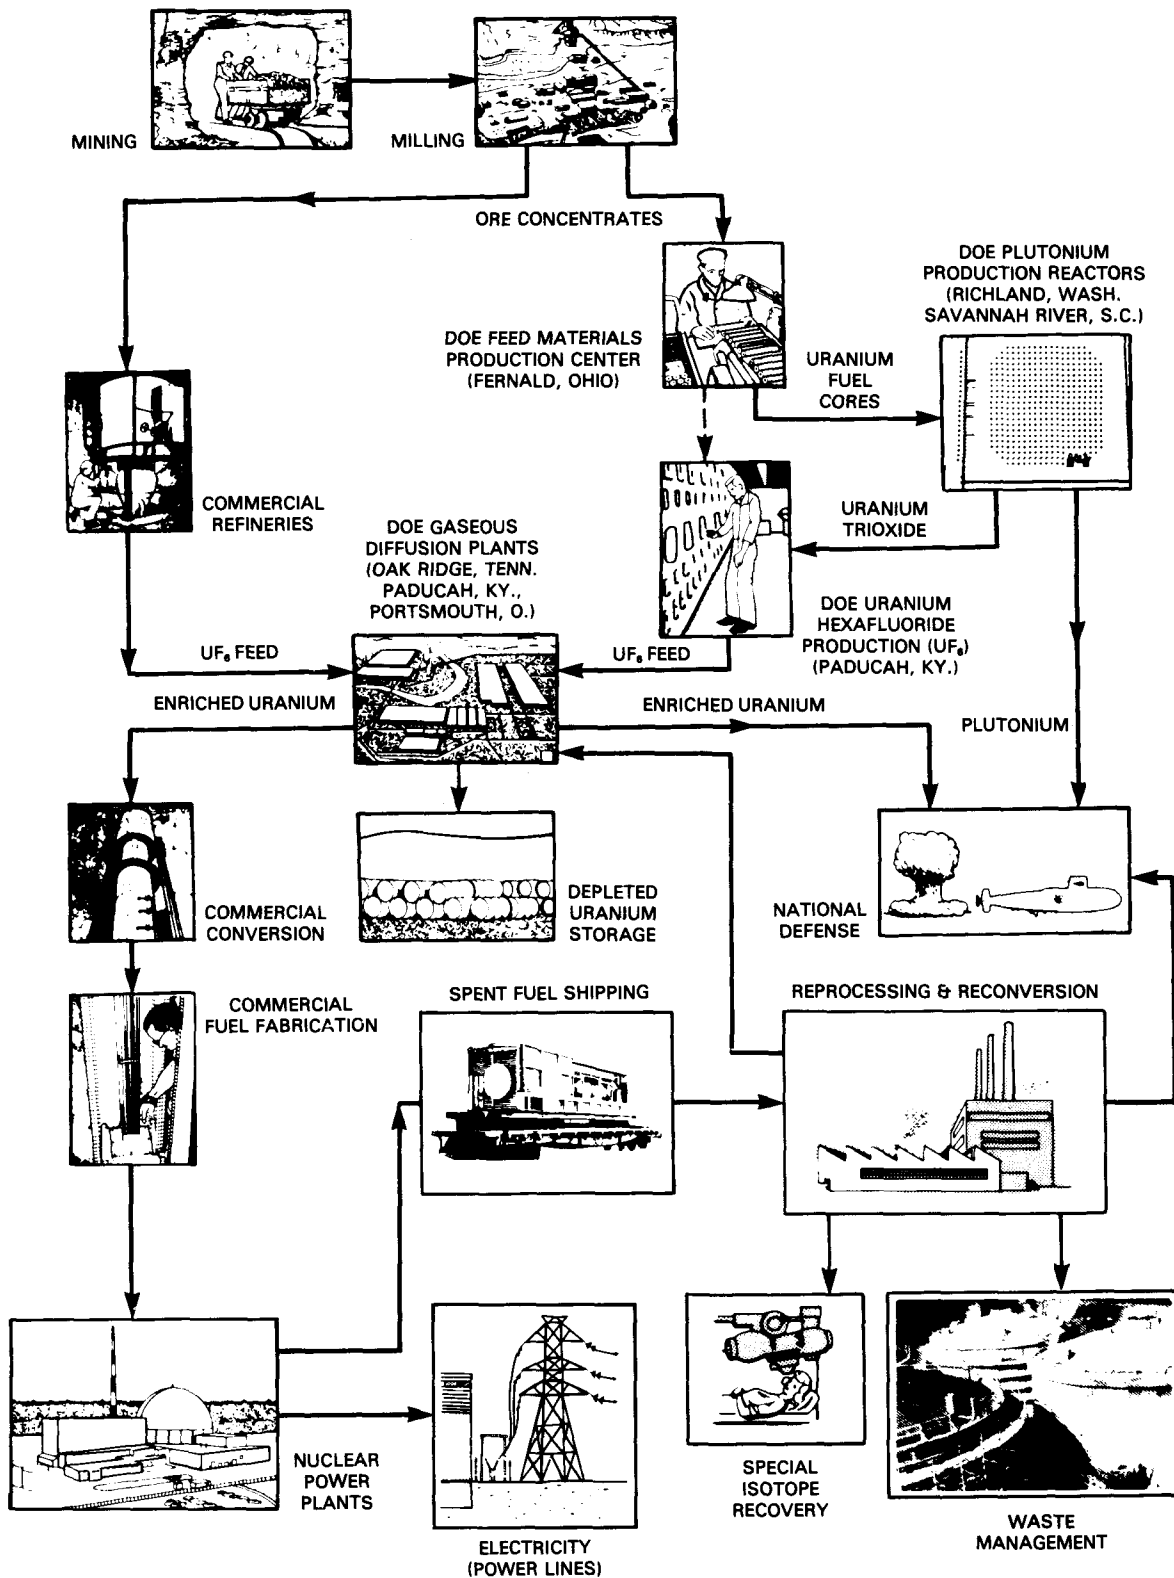 MINING
MILLING
ORE CONCENTRATES
DOE PLUTONIUM
PRODUCTION REACTORS
(RICHLAND, WASH.
SAVANNAH RIVER, S.C.)
DOE FEED MATERIALS
PRODUCTION CENTER
(FERNALD, OHIO)
URANIUM
FUEL
CORES
COMMERCIAL
REFINERIES
DOE GASEOUS
DIFFUSION PLANTS
(OAK RIDGE, TENN.
PADUCAH, KY.,
PORTSMOUTH, O.)
URANIUM
TRIOXIDE
DOE URANIUM
HEXAFLUORIDE
PRODUCTION (UF₆)
(PADUCAH, KY.)
UF₆ FEED
UF₆ FEED
ENRICHED URANIUM
ENRICHED URANIUM
PLUTONIUM
COMMERCIAL
CONVERSION
DEPLETED
URANIUM
STORAGE
NATIONAL
DEFENSE
COMMERCIAL
FUEL FABRICATION
SPENT FUEL SHIPPING
REPROCESSING & RECONVERSION
NUCLEAR
POWER
PLANTS
ELECTRICITY
(POWER LINES)
SPECIAL
ISOTOPE
RECOVERY
WASTE
MANAGEMENT